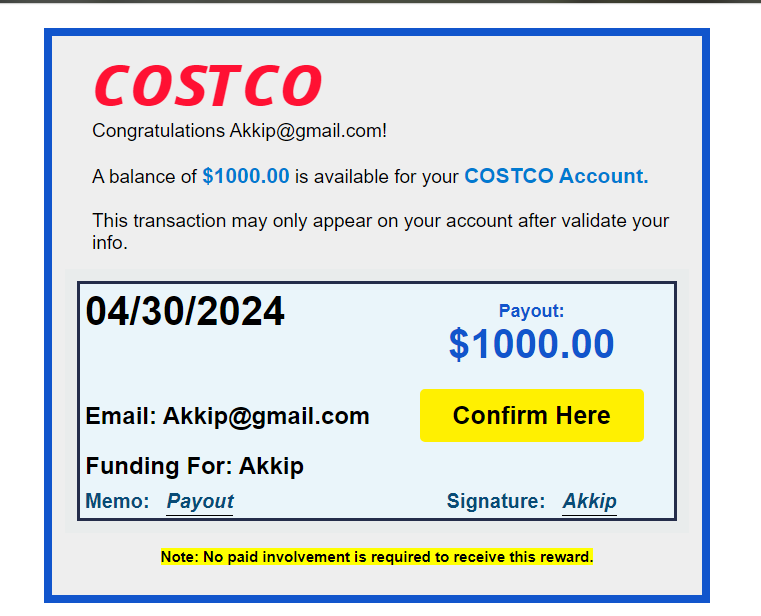 COSTCO
Congratulations Akkip@gmail.com!
A balance of $1000.00 is available for your COSTCO Account.
This transaction may only appear on your account after validate your
info.
04/30/2024
Payout:
$1000.00
Email: Akkip@gmail.com
Confirm Here
Funding For: Akkip
Memo: Payout
Signature: Akkip
Note: No paid involvement is required to receive this reward.